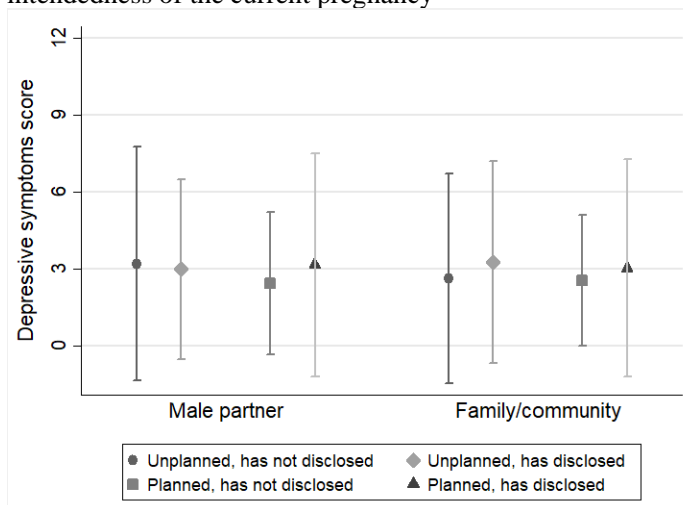 intendedness of the current pregnancy
12
9
6
3
0
Depressive symptoms score
Male partner Family/community
Unplanned, has not disclosed Unplanned, has disclosed
Planned, has not disclosed Planned, has disclosed